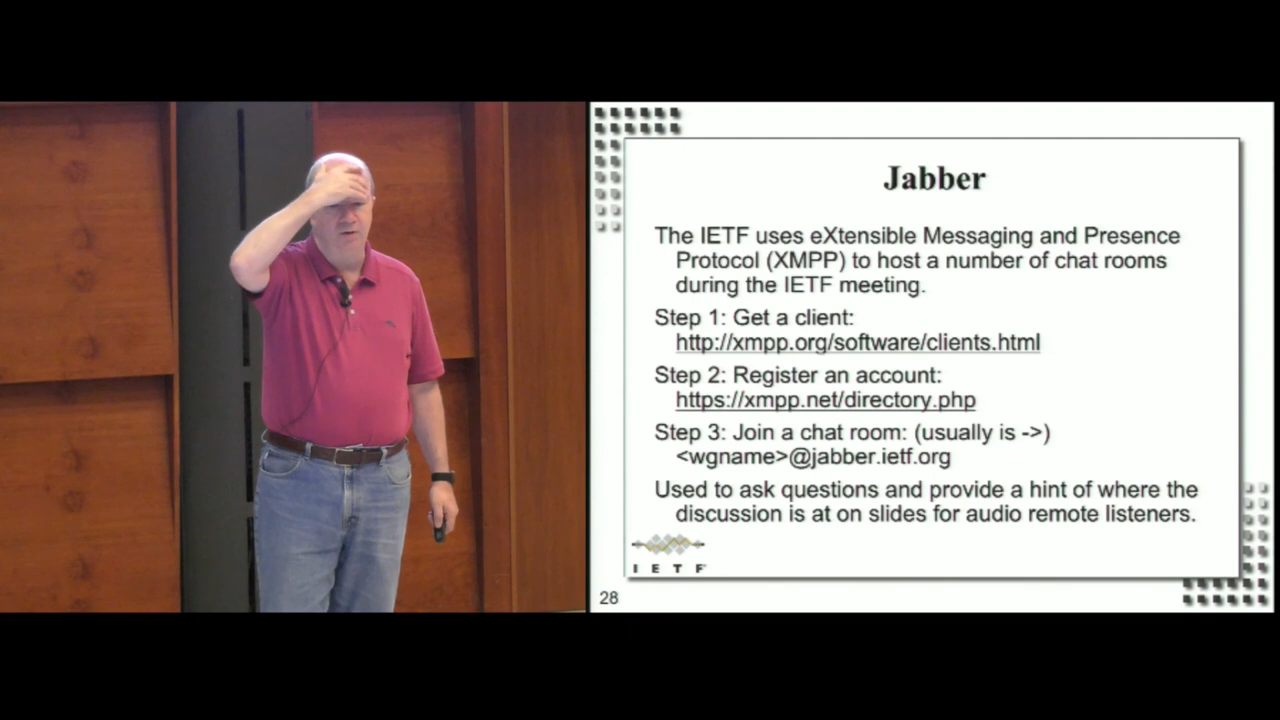 Jabber
The IETF uses eXtensible Messaging and Presence
Protocol (XMPP) to host a number of chat rooms
during the IETF meeting.
Step 1: Get a client:
http://xmpp.org/software/clients.html
Step 2: Register an account:
https://xmpp.net/directory.php
Step 3: Join a chat room: (usually is ->)
<wgname>@jabber.ietf.org
Used to ask questions and provide a hint of where the
discussion is at on slides for audio remote listeners.
I E T F
28